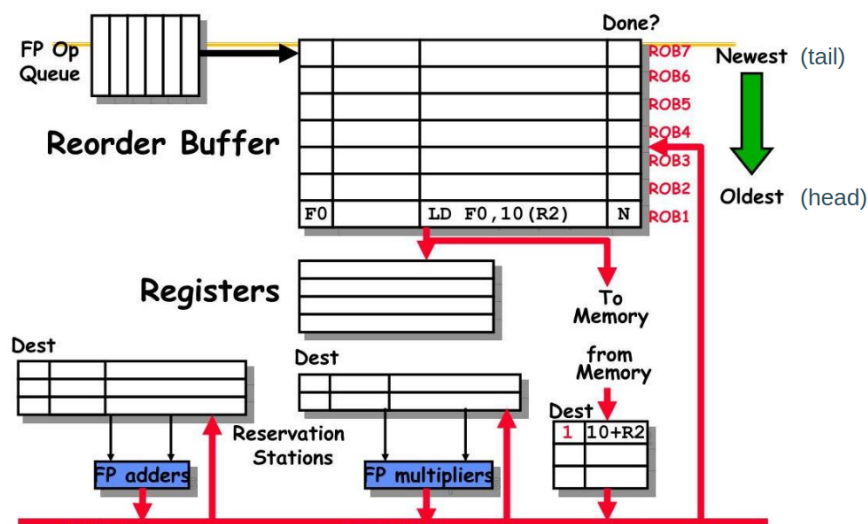 Done?
FP Op
Queue
ROB7
Newest (tail)
ROB6
ROB5
Reorder Buffer
ROB4
ROB3
ROB2
Oldest (head)
F0 LD F0,10(R2) N ROB1
Registers
To
Memory
from
Memory
Dest
Dest
Dest
1 10+R2
Reservation
Stations
FP adders
FP multipliers